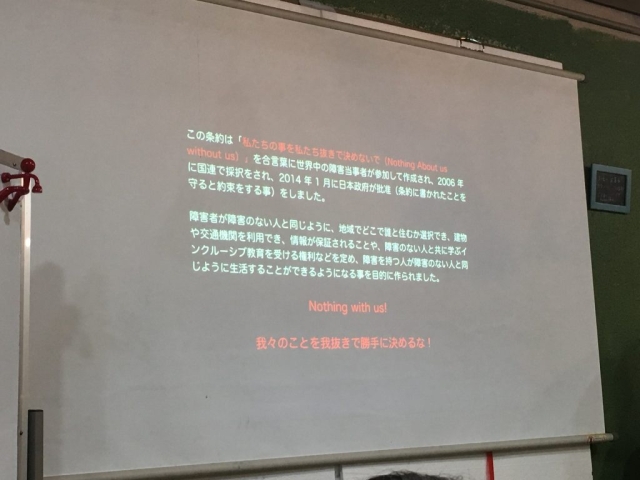 この条約は「私たちの事を私たち抜きで決めないで（Nothing About us
without us）」を合言葉に世界中の障害当事者が参加して作成され、2006 年
に国連で採択をされ、2014 年 1 月に日本政府が批准（条約に書かれたことを
守ると約束をする事）をしました。
障害者が障害のない人と同じように、地域でどこで誰と住むか選択でき、建物
や交通機関を利用でき、情報が保証されることや、障害のない人と共に学ぶイ
ンクルーシブ教育を受ける権利などを定め、障害を持つ人が障害のない人と同
じように生活することができるようになる事を目的に作られました。
Nothing with us!
我々のことを我抜きで勝手に決めるな！